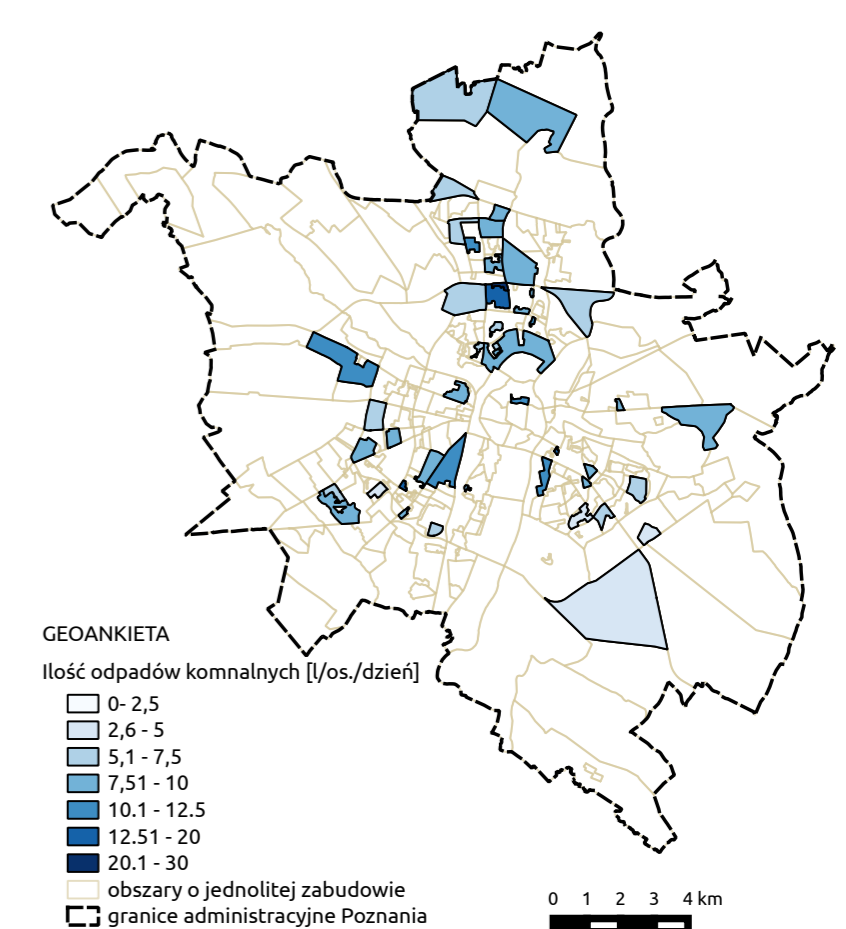 GEOANKIETA
Ilość odpadów komnalnych [l/os./dzień]
0- 2,5
2,6 - 5
5,1 - 7,5
7,51 - 10
10.1 - 12.5
12.51 - 20
20.1 - 30
obszary o jednolitej zabudowie
granice administracyjne Poznania
0 1 2 3 4 km